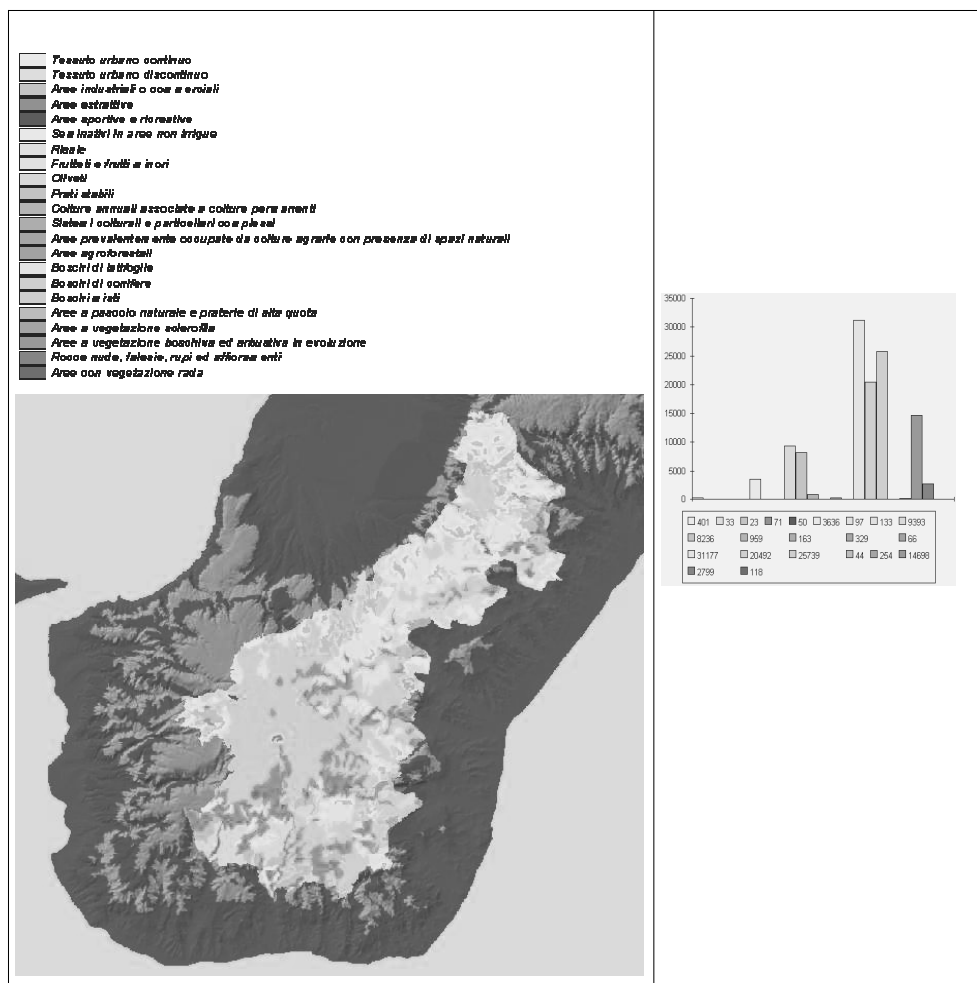 Tessuto urbano continuo
Tessuto urbano discontinuo
Aree industriali o commerciali
Aree estrattive
Aree sportive e ricreative
Seminativi in aree non irrigue
Risaie
Frutteti e frutti minori
Oliveti
Prati stabili
Colture annuali associate a colture permanenti
Sistemi colturali e particellari complessi
Aree prevalentemente occupate da colture agrarie con presenza di spazi naturali
Aree agroforestali
Boschi di latifoglie
Boschi di conifere
Boschi misti
Aree a pascolo naturale e praterie di alta quota
Aree a vegetazione sclerofilla
Aree a vegetazione boschiva ed arbustiva in evoluzione
Rocce nude, falesie, rupi ed affioramenti
Aree con vegetazione rada
35000
30000
25000
20000
15000
10000
5000
0
401 33 23 71 50 3636 97 133 9393
8236 959 163 329 66
31177 20492 25739 44 254 14698
2799 118